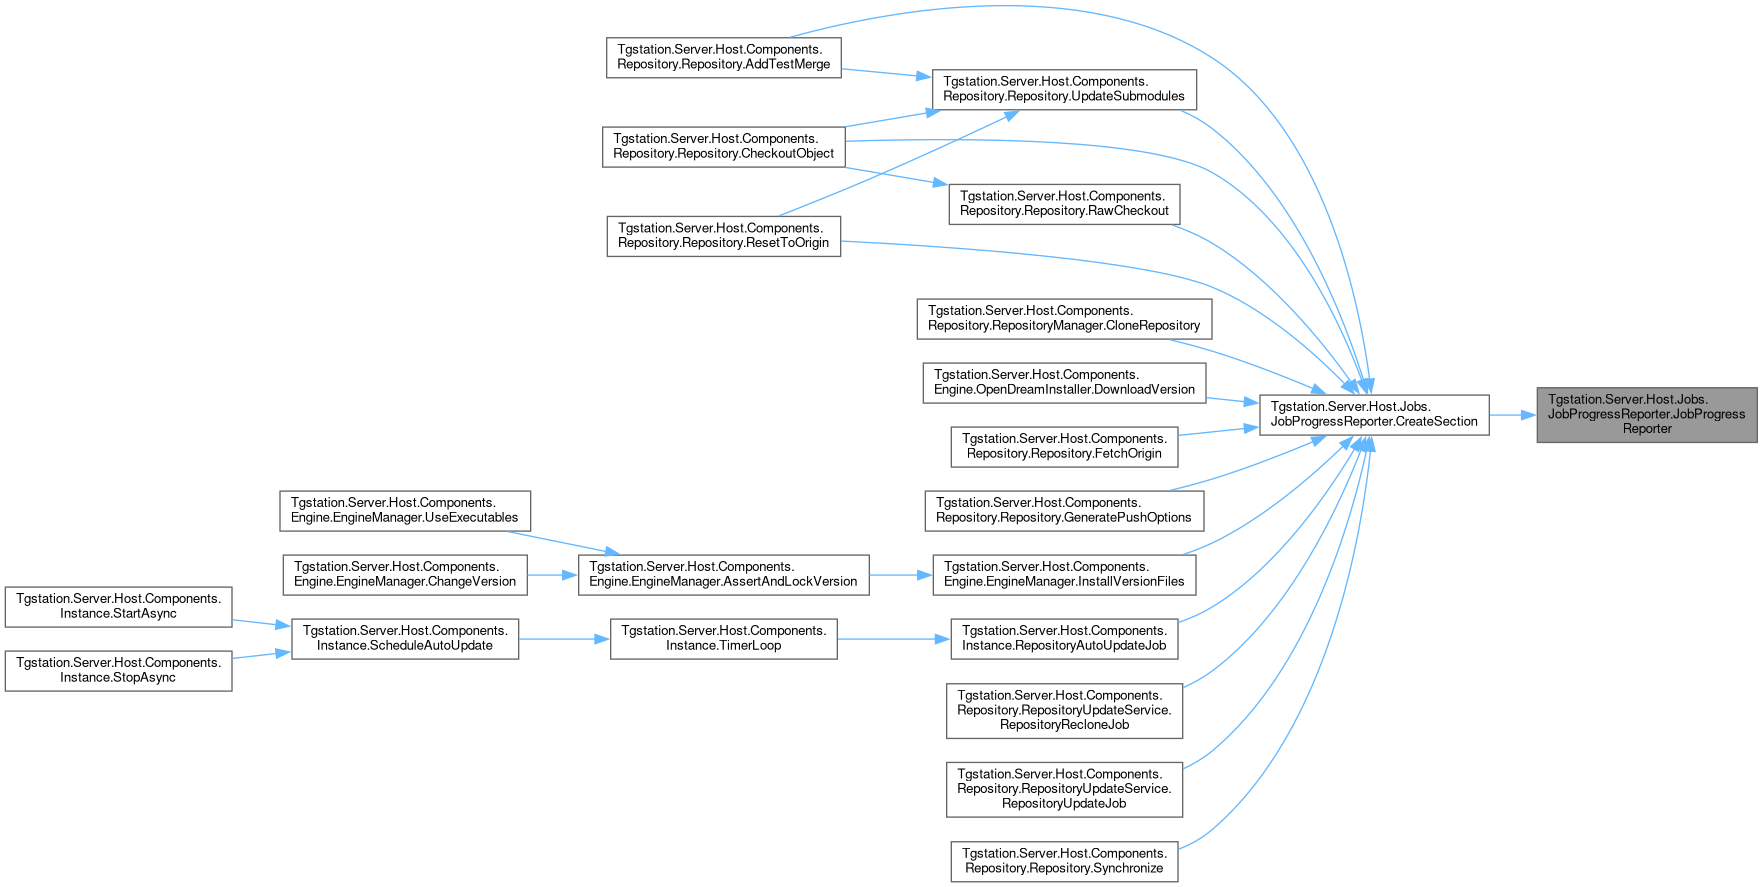 Tgstation.Server.Host.Components.
Repository.Repository.AddTestMerge
Tgstation.Server.Host.Components.
Repository.Repository.UpdateSubmodules
Tgstation.Server.Host.Components.
Repository.Repository.CheckoutObject
Tgstation.Server.Host.Components.
Repository.Repository.RawCheckout
Tgstation.Server.Host.Components.
Repository.Repository.ResetToOrigin
Tgstation.Server.Host.Components.
Repository.RepositoryManager.CloneRepository
Tgstation.Server.Host.Components.
Engine.OpenDreamInstaller.DownloadVersion
Tgstation.Server.Host.Jobs.
JobProgressReporter.CreateSection
Tgstation.Server.Host.Jobs.
JobProgressReporter.JobProgress
Reporter
Tgstation.Server.Host.Components.
Repository.Repository.FetchOrigin
Tgstation.Server.Host.Components.
Repository.Repository.GeneratePushOptions
Tgstation.Server.Host.Components.
Engine.EngineManager.UseExecutables
Tgstation.Server.Host.Components.
Engine.EngineManager.ChangeVersion
Tgstation.Server.Host.Components.
Engine.EngineManager.AssertAndLockVersion
Tgstation.Server.Host.Components.
Engine.EngineManager.InstallVersionFiles
Tgstation.Server.Host.Components.
Instance.StartAsync
Tgstation.Server.Host.Components.
Instance.StopAsync
Tgstation.Server.Host.Components.
Instance.ScheduleAutoUpdate
Tgstation.Server.Host.Components.
Instance.TimerLoop
Tgstation.Server.Host.Components.
Instance.RepositoryAutoUpdateJob
Tgstation.Server.Host.Components.
Repository.RepositoryUpdateService.
RepositoryRecloneJob
Tgstation.Server.Host.Components.
Repository.RepositoryUpdateService.
RepositoryUpdateJob
Tgstation.Server.Host.Components.
Repository.Repository.Synchronize